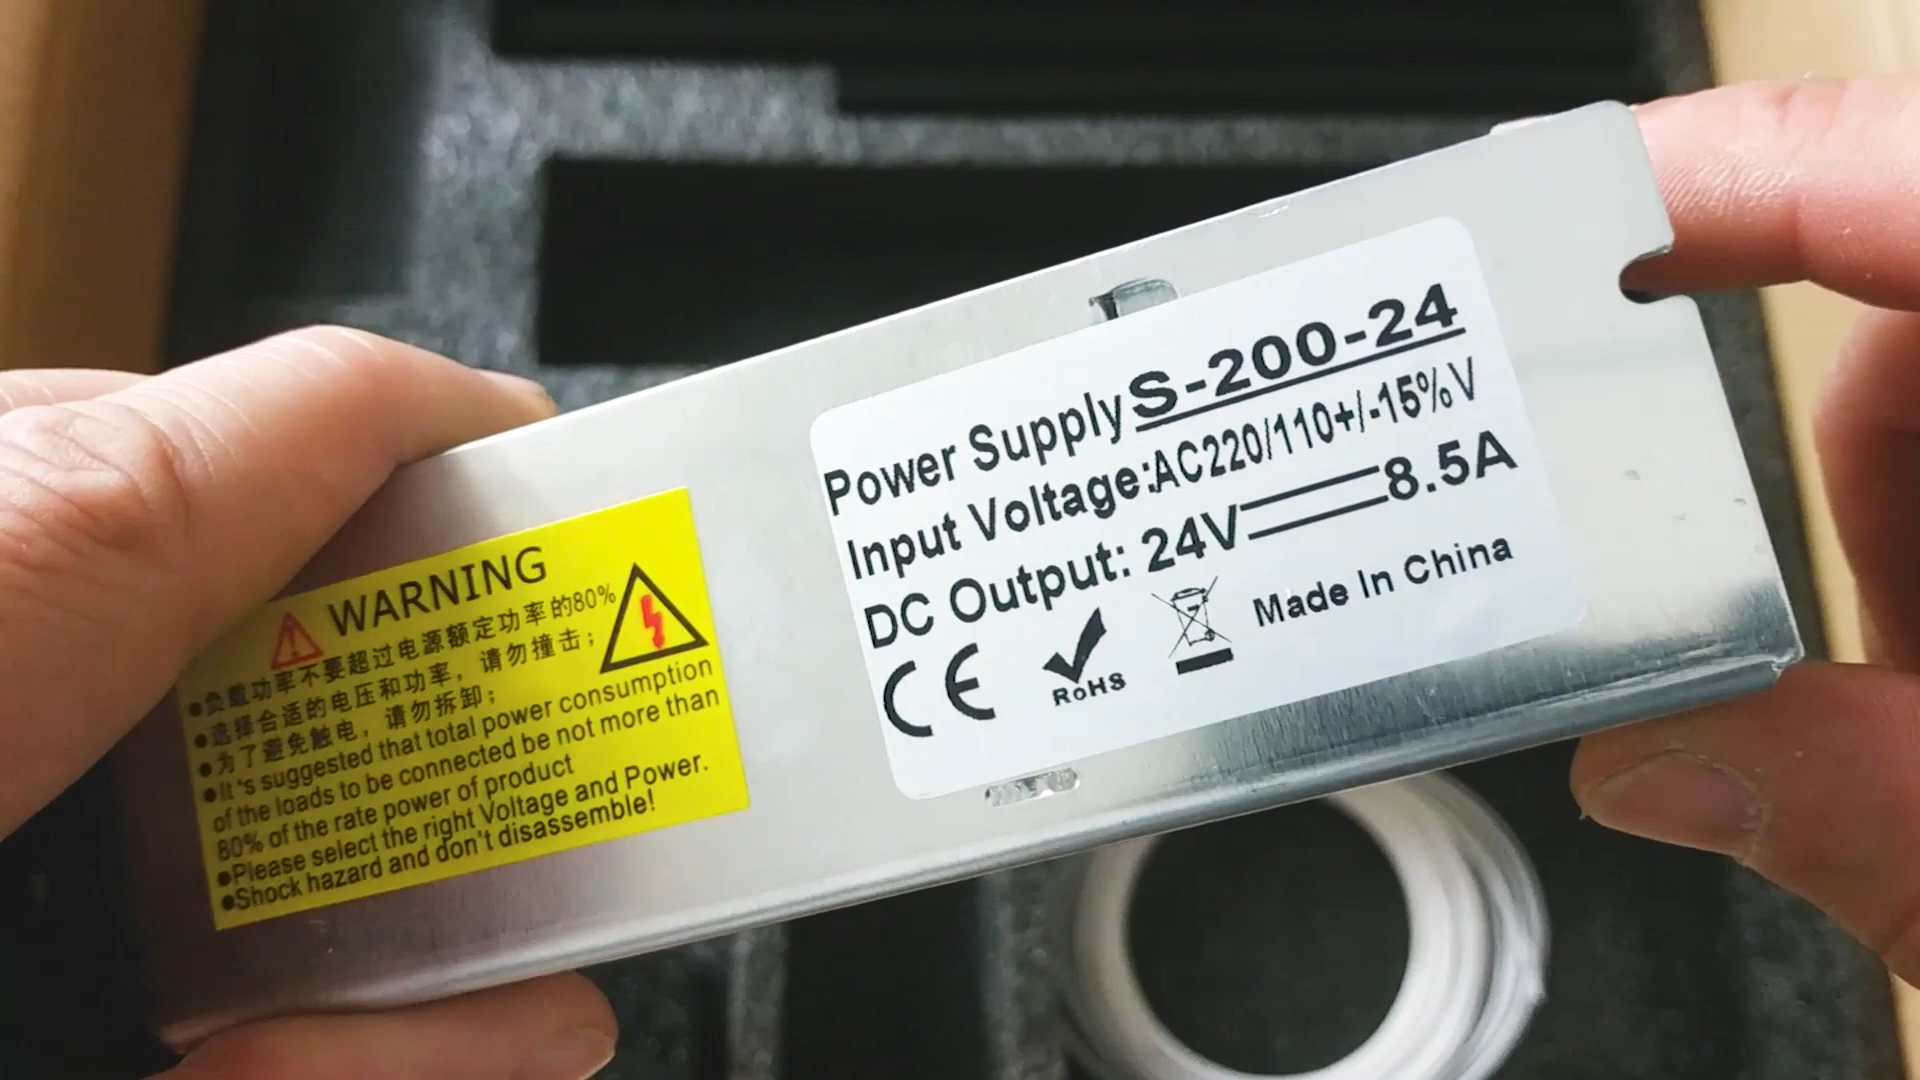 WARNING
●负载功率不要超过电源额定功率的80%
●选择合适的电压和功率，请勿撞击；
●为了避免触电，请勿拆卸；
●It's suggested that total power consumption
of the loads to be connected be not more than
80% of the rate power of product
●Please select the right Voltage and Power.
●Shock hazard and don't disassemble!
Power Supply S-200-24
Input Voltage:AC220/110+/-15%V
DC Output: 24V⎓8.5A
CE RoHS Made In China